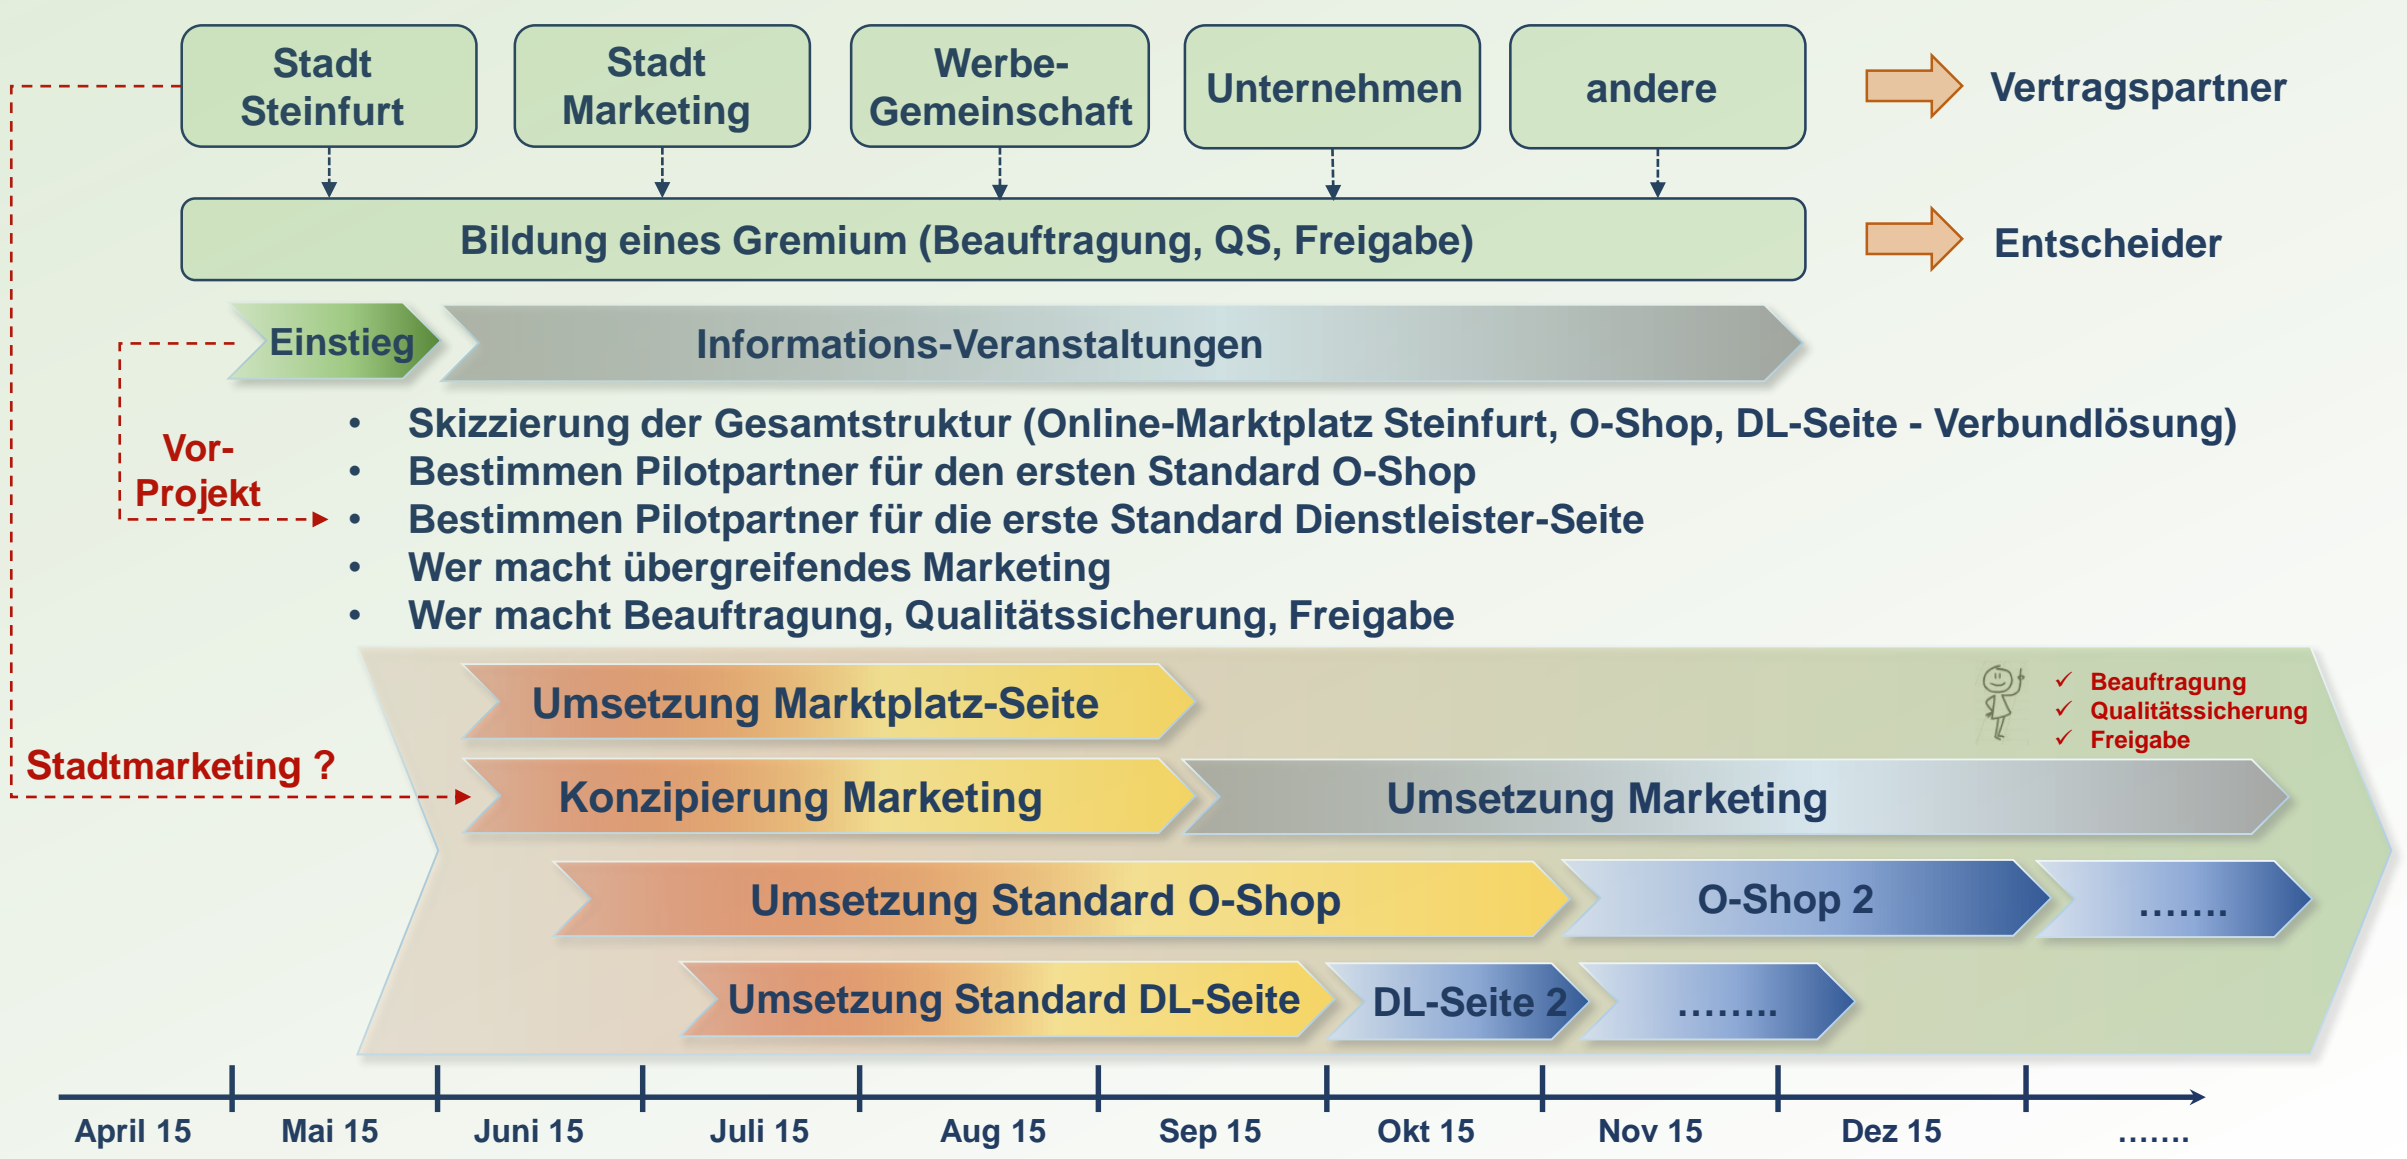 Stadt
Steinfurt
Stadt
Marketing
Werbe-
Gemeinschaft
Unternehmen
andere
Vertragspartner
Bildung eines Gremium (Beauftragung, QS, Freigabe)
Entscheider
Einstieg
Informations-Veranstaltungen
Vor-
Projekt
• Skizzierung der Gesamtstruktur (Online-Marktplatz Steinfurt, O-Shop, DL-Seite - Verbundlösung)
• Bestimmen Pilotpartner für den ersten Standard O-Shop
• Bestimmen Pilotpartner für die erste Standard Dienstleister-Seite
• Wer macht übergreifendes Marketing
• Wer macht Beauftragung, Qualitätssicherung, Freigabe
Umsetzung Marktplatz-Seite
✓ Beauftragung
✓ Qualitätssicherung
✓ Freigabe
Stadtmarketing ?
Konzipierung Marketing
Umsetzung Marketing
Umsetzung Standard O-Shop
O-Shop 2
.......
Umsetzung Standard DL-Seite
DL-Seite 2
........
April 15
Mai 15
Juni 15
Juli 15
Aug 15
Sep 15
Okt 15
Nov 15
Dez 15
.......